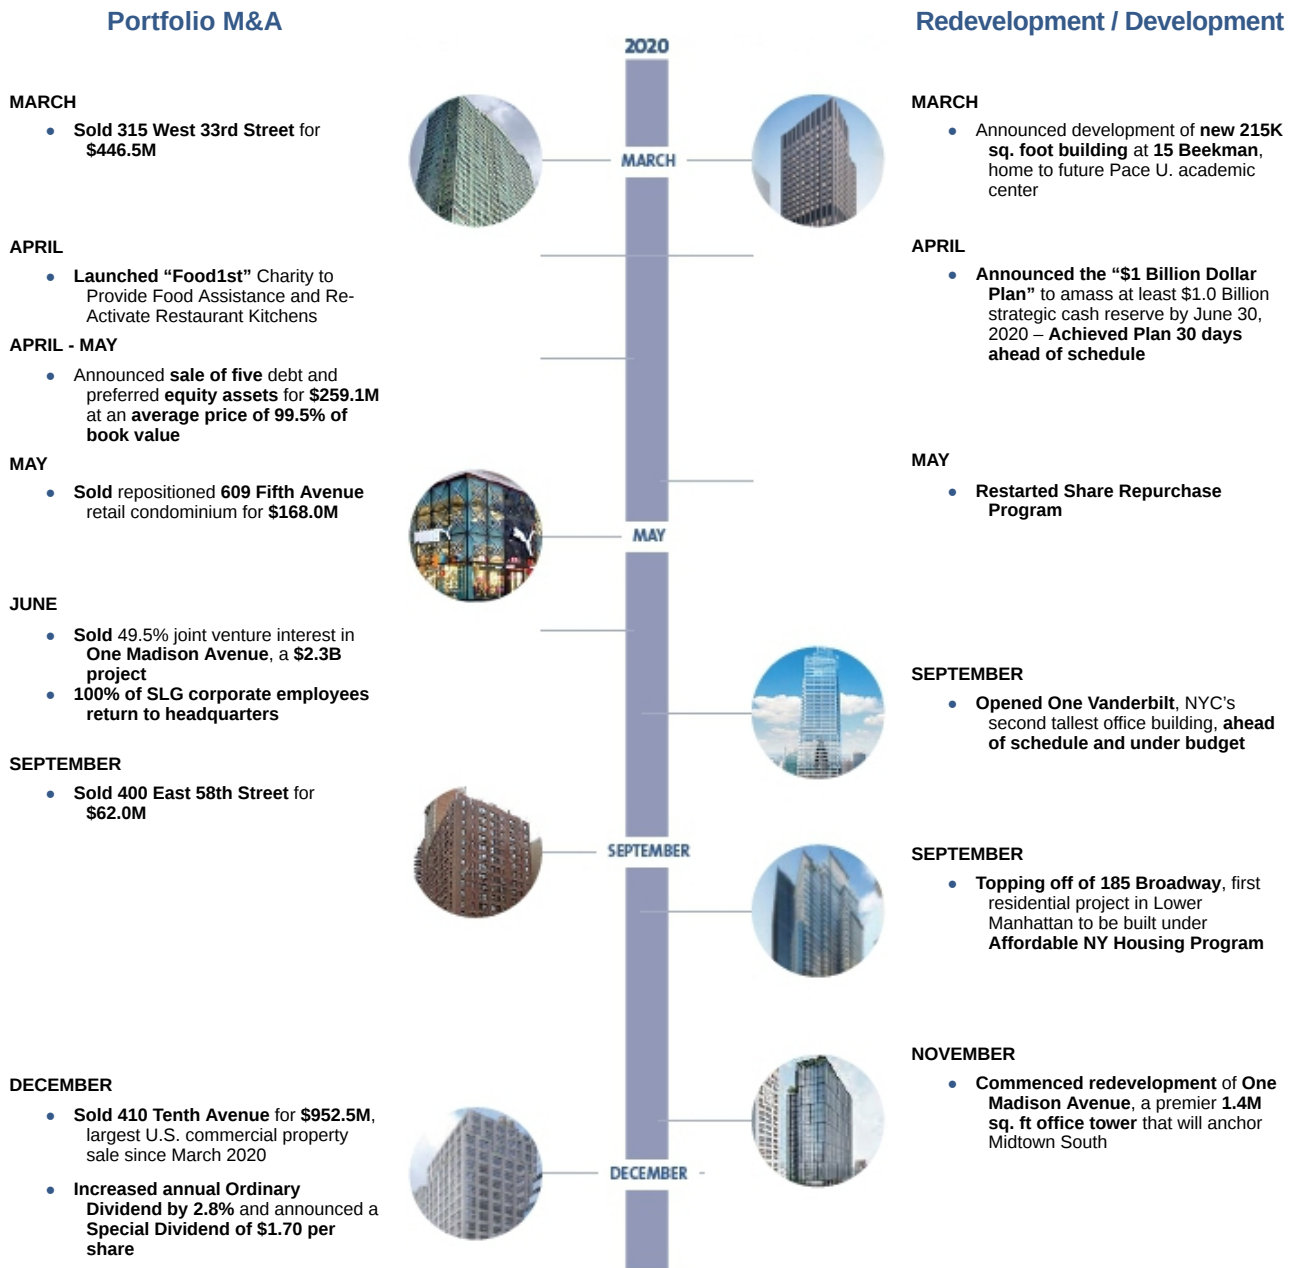 Portfolio M&A
MARCH
● Sold 315 West 33rd Street for
$446.5M
APRIL
● Launched “Food1st” Charity to
Provide Food Assistance and Re-
Activate Restaurant Kitchens
APRIL - MAY
● Announced sale of five debt and
preferred equity assets for $259.1M
at an average price of 99.5% of
book value
MAY
● Sold repositioned 609 Fifth Avenue
retail condominium for $168.0M
JUNE
● Sold 49.5% joint venture interest in
One Madison Avenue, a $2.3B
project
● 100% of SLG corporate employees
return to headquarters
SEPTEMBER
● Sold 400 East 58th Street for
$62.0M
DECEMBER
● Sold 410 Tenth Avenue for $952.5M,
largest U.S. commercial property
sale since March 2020
● Increased annual Ordinary
Dividend by 2.8% and announced a
Special Dividend of $1.70 per
share
2020
MARCH
MAY
SEPTEMBER
DECEMBER
Redevelopment / Development
MARCH
● Announced development of new 215K
sq. foot building at 15 Beekman,
home to future Pace U. academic
center
APRIL
● Announced the “$1 Billion Dollar
Plan” to amass at least $1.0 Billion
strategic cash reserve by June 30,
2020 – Achieved Plan 30 days
ahead of schedule
MAY
● Restarted Share Repurchase
Program
SEPTEMBER
● Opened One Vanderbilt, NYC’s
second tallest office building, ahead
of schedule and under budget
SEPTEMBER
● Topping off of 185 Broadway, first
residential project in Lower
Manhattan to be built under
Affordable NY Housing Program
NOVEMBER
● Commenced redevelopment of One
Madison Avenue, a premier 1.4M
sq. ft office tower that will anchor
Midtown South